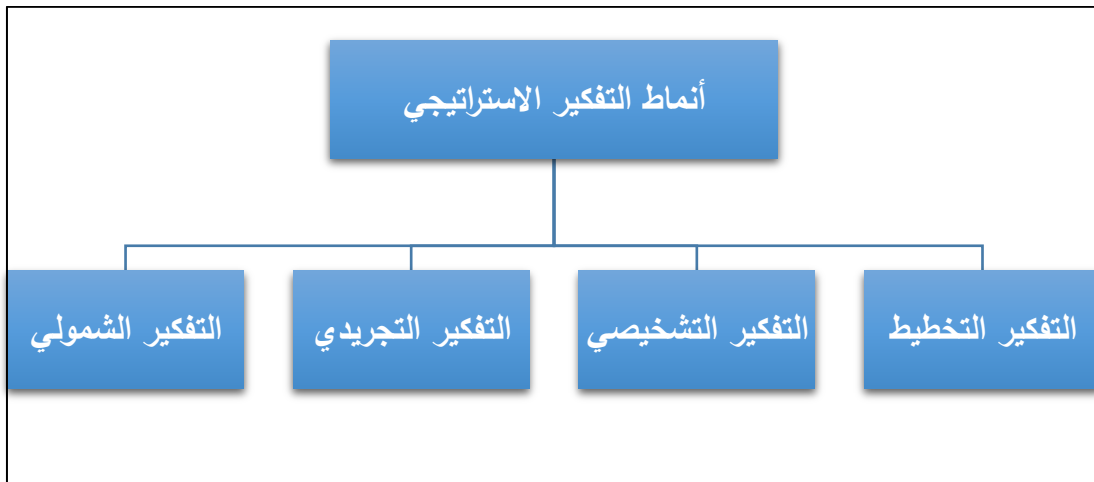 أنماط التفكير الاستراتيجي
التفكير التخطيط
التفكير التشخيصي
التفكير التجريدي
التفكير الشمولي